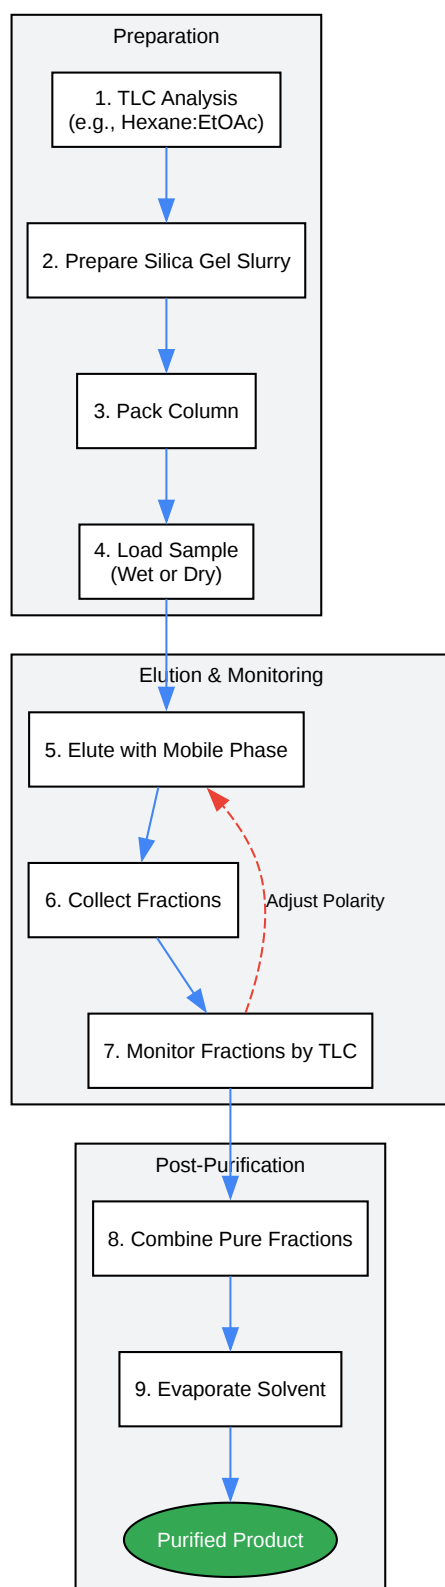 Preparation
1. TLC Analysis
(e.g., Hexane:EtOAc)
2. Prepare Silica Gel Slurry
3. Pack Column
4. Load Sample
(Wet or Dry)
Elution & Monitoring
5. Elute with Mobile Phase
6. Collect Fractions
Adjust Polarity
7. Monitor Fractions by TLC
Post-Purification
8. Combine Pure Fractions
9. Evaporate Solvent
Purified Product